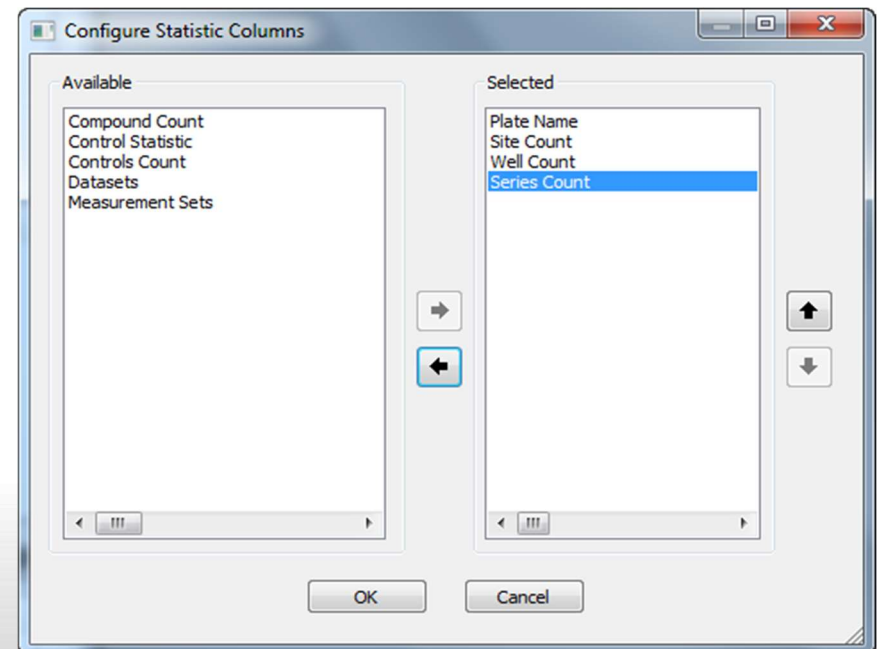 Configure Statistic Columns
Available
Compound Count
Control Statistic
Controls Count
Datasets
Measurement Sets
Selected
Plate Name
Site Count
Well Count
Series Count
OK
Cancel